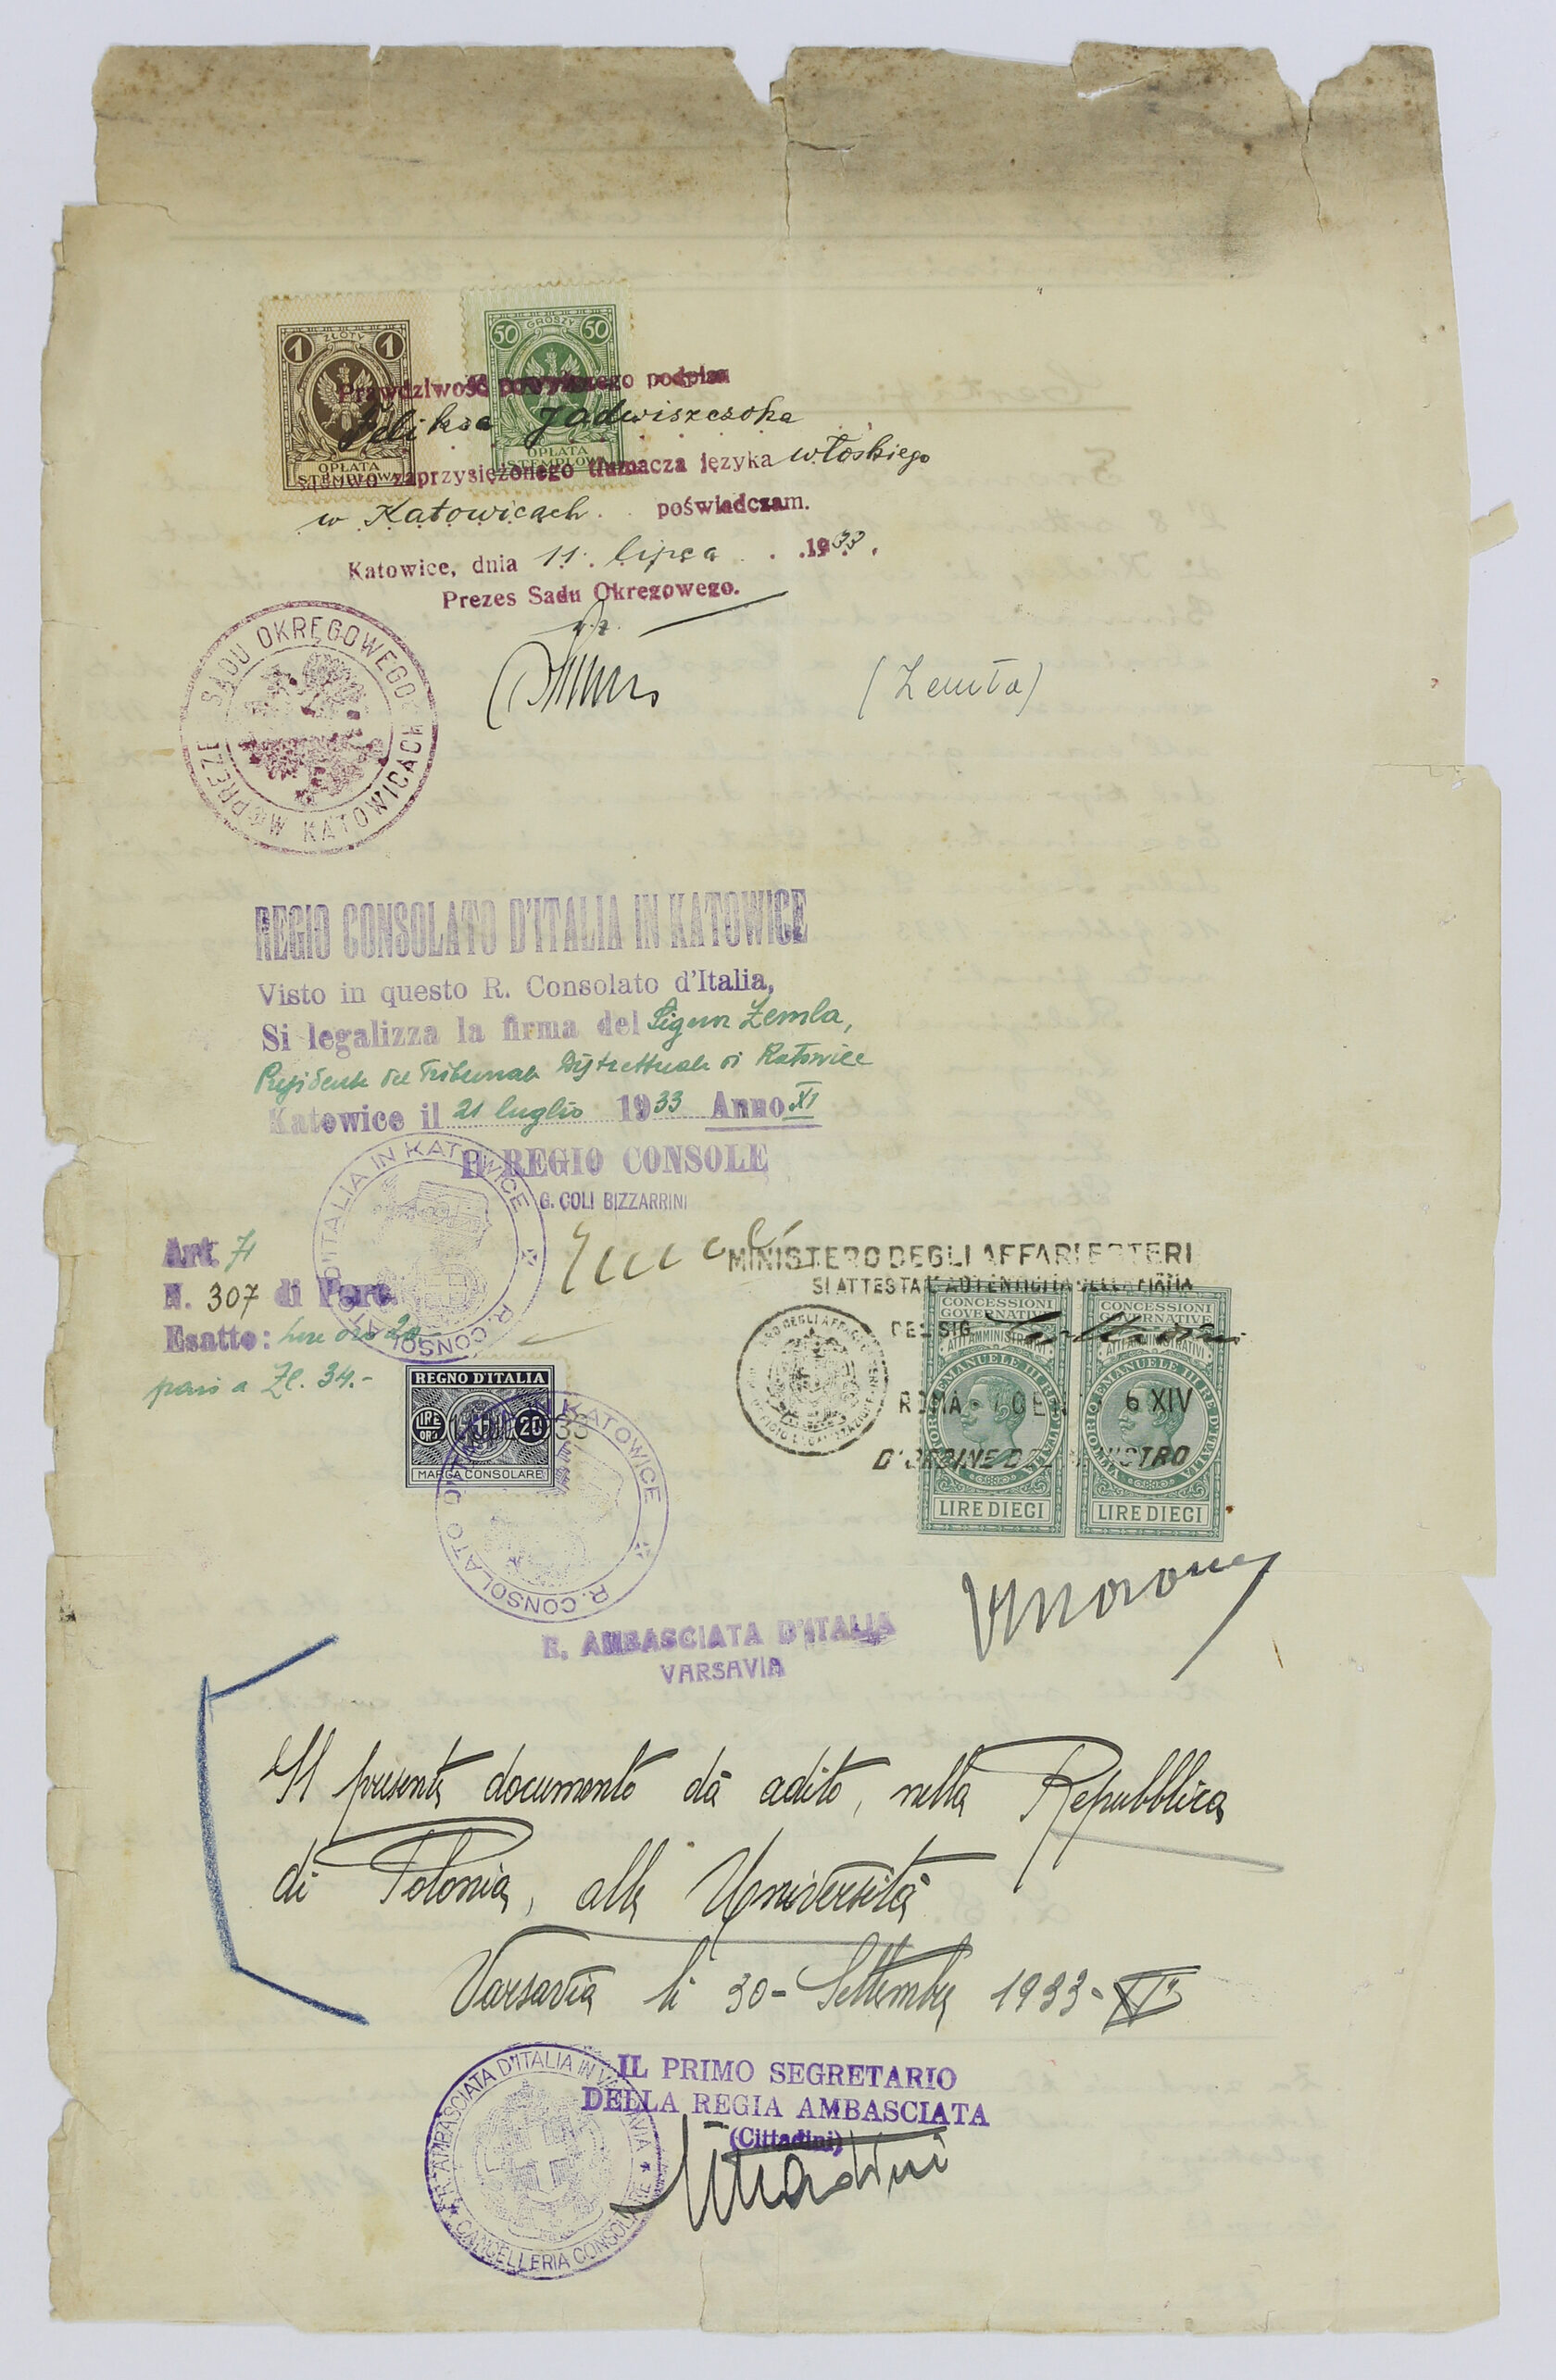 1 ZŁOTY 1
OPŁATA
STEMPLOWA
50 GROSZY 50
OPŁATA
STEMPLOWA
Prawdziwość powyższego podpisu
Feliksa Jadwiszczoka
zaprzysiężonego tłumacza języka włoskiego
w Katowicach. poświadczam.
Katowice, dnia 11. lipca 1933.
Prezes Sadu Okręgowego.
(Zemła)
PREZES SĄDU OKRĘGOWEGO W KATOWICACH
REGIO CONSOLATO D'ITALIA IN KATOWICE
Visto in questo R. Consolato d'Italia,
Si legalizza la firma del Signor Zemla,
Presidente del Tribunale Distrettuale di Katowice
Katowice il 21 luglio 1933 Anno XI
IL REGIO CONSOLE
G. COLI BIZZARRINI
R. CONSOLATO D'ITALIA IN KATOWICE
Art. 71
N. 307 di Perc.
Esatto: Lire oro 20-
pari a Zl. 34.-
REGNO D'ITALIA
LIRE ORO 20
MARCA CONSOLARE
R. CONSOLATO D'ITALIA IN KATOWICE
MINISTERO DEGLI AFFARI ESTERI
SI ATTESTA L'AUTENTICITA DELLA FIRMA
DEL SIG.
ROMA - 7 GEN 6 XIV
D'ORDINE DEL MINISTRO
CONCESSIONI
GOVERNATIVE
ATTI AMMINISTRATIVI
VITTORIO EMANUELE III RE D'ITALIA
LIRE DIECI
CONCESSIONI
GOVERNATIVE
ATTI AMMINISTRATIVI
VITTORIO EMANUELE III RE D'ITALIA
LIRE DIECI
R. AMBASCIATA D'ITALIA
VARSAVIA
Il presente documento dà adito, nella Repubblica
di Polonia, alle Università
Varsavia li 30 - Settembre 1933 - XI°
IL PRIMO SEGRETARIO
DELLA REGIA AMBASCIATA
(Cittadini)
Cittadini
R. AMBASCIATA D'ITALIA IN VARSAVIA
CANCELLERIA CONSOLARE